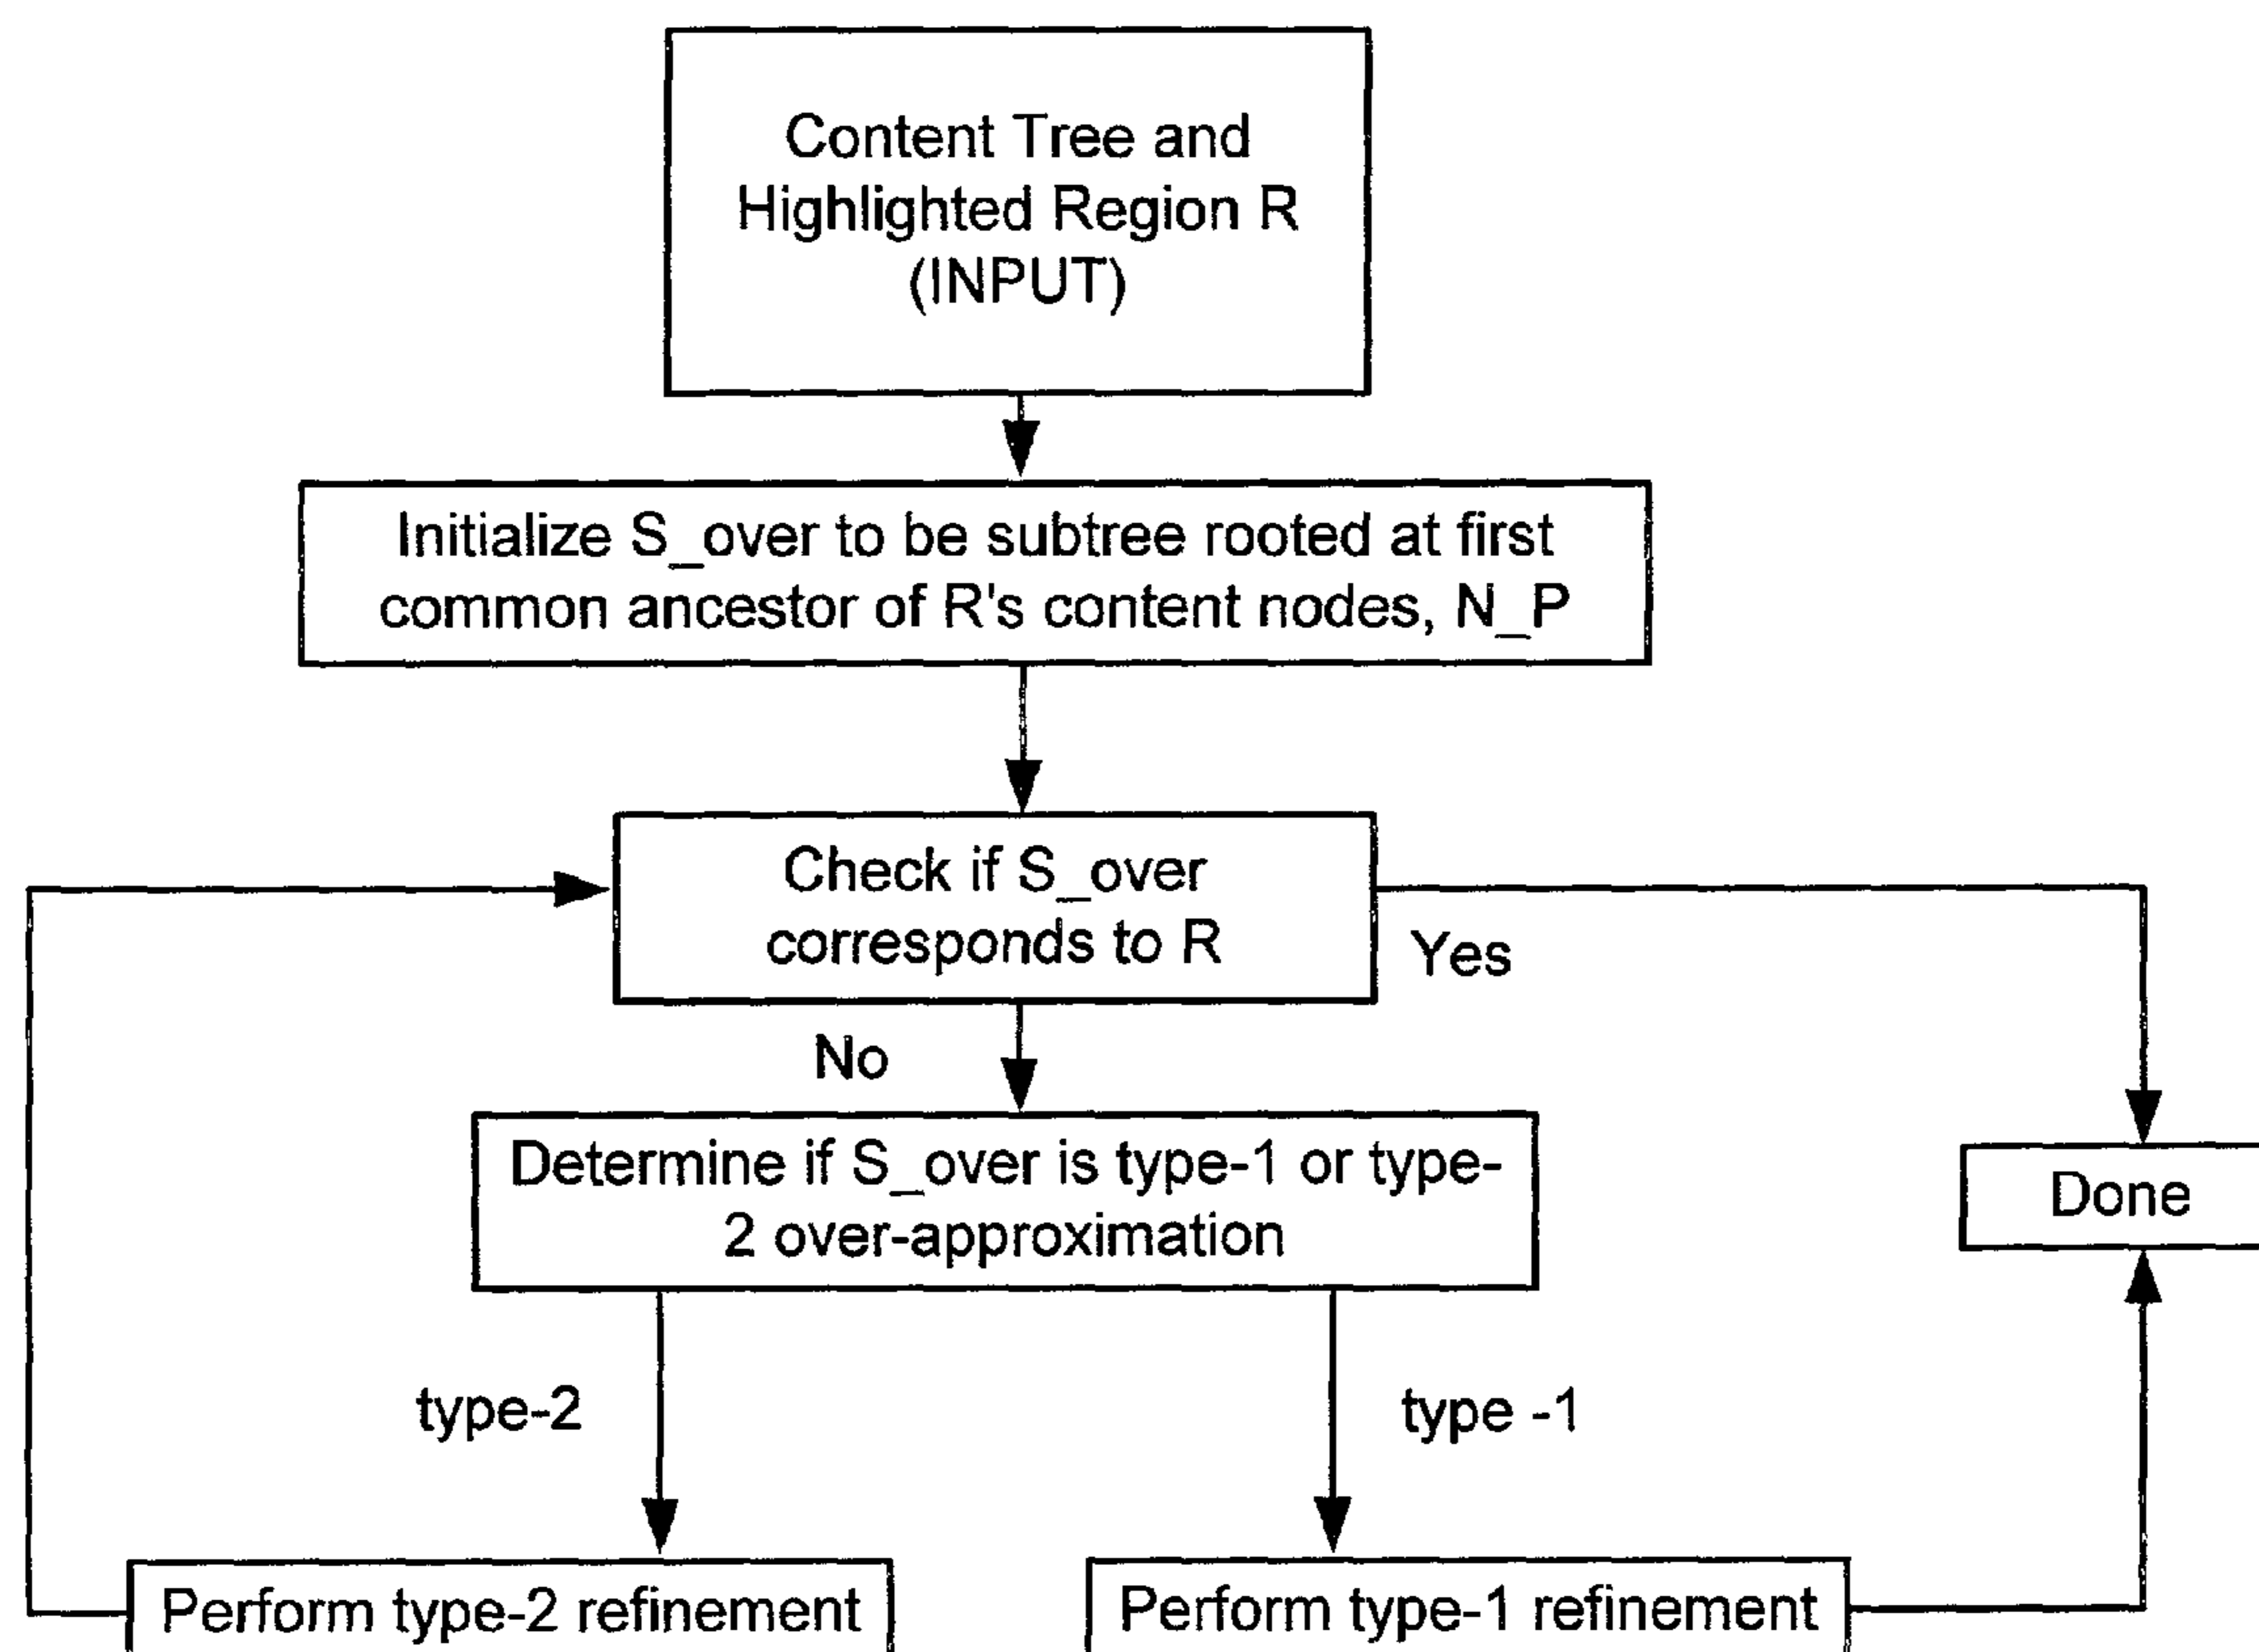 Content Tree and
Highlighted Region R
(INPUT)
Initialize S_over to be subtree rooted at first
common ancestor of R's content nodes, N_P
Check if S_over
corresponds to R
Yes
No
Determine if S_over is type-1 or type-
2 over-approximation
Done
type-2
type -1
Perform type-2 refinement
Perform type-1 refinement